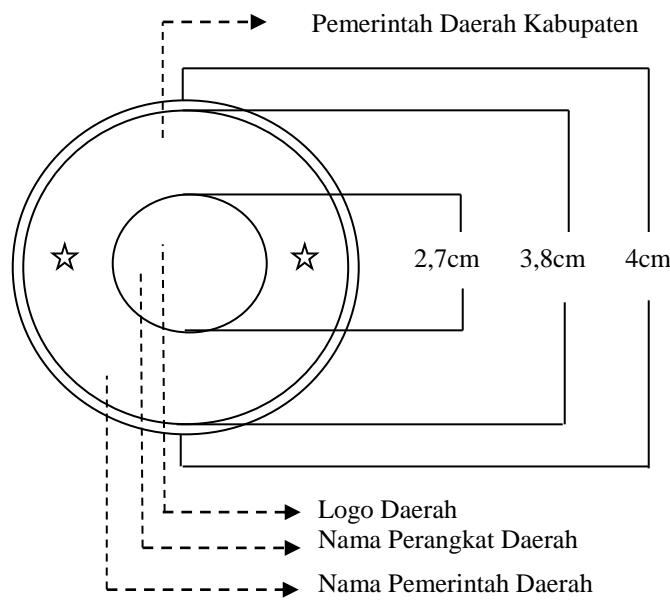 Pemerintah Daerah Kabupaten
2,7cm 3,8cm 4cm
Logo Daerah
Nama Perangkat Daerah
Nama Pemerintah Daerah